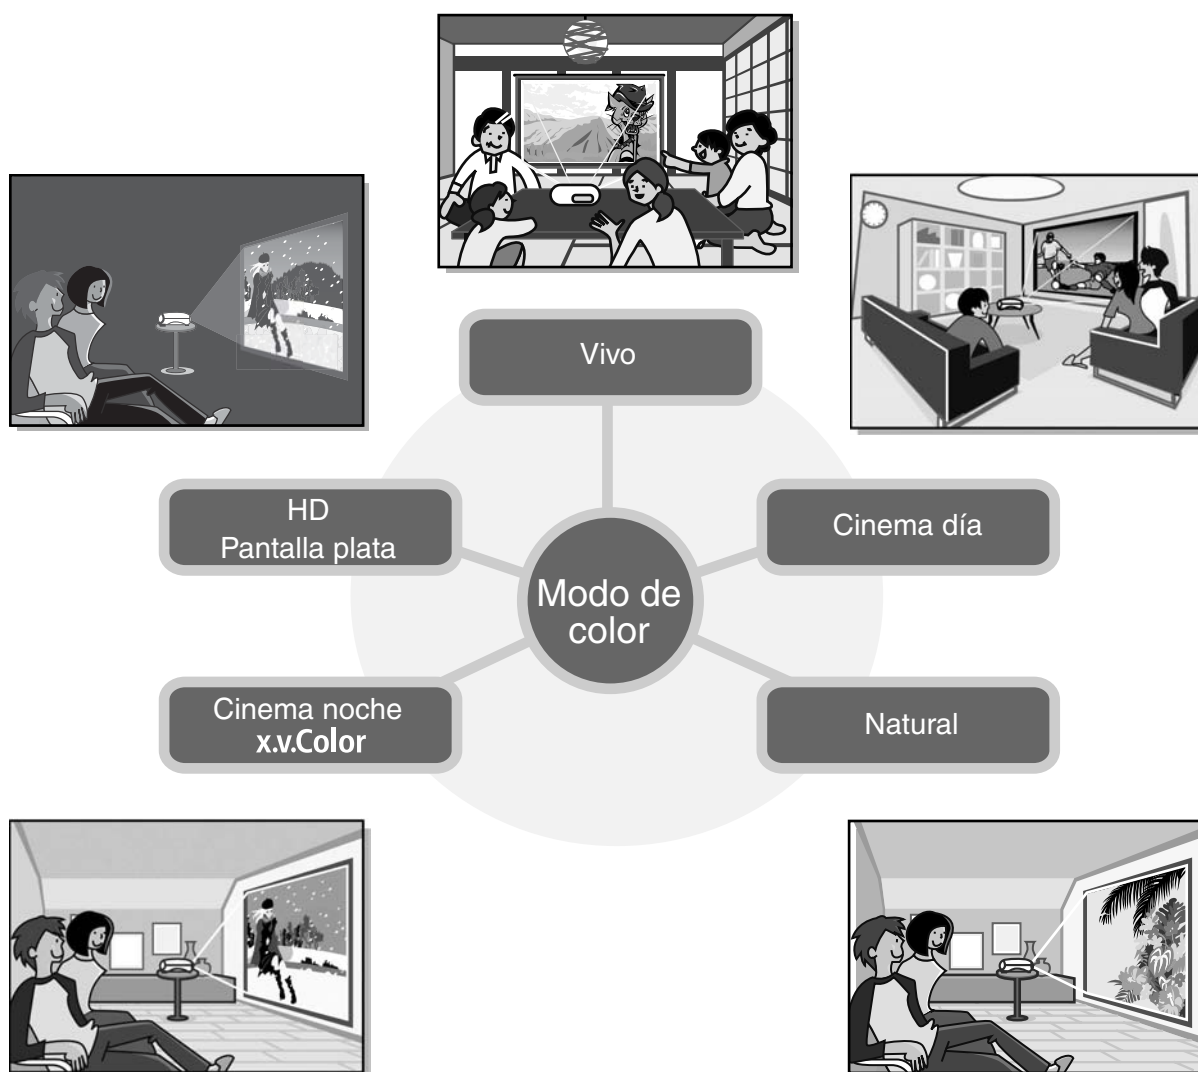 Vivo
HD
Pantalla plata
Cinema día
Modo de
color
Cinema noche
x.v.Color
Natural